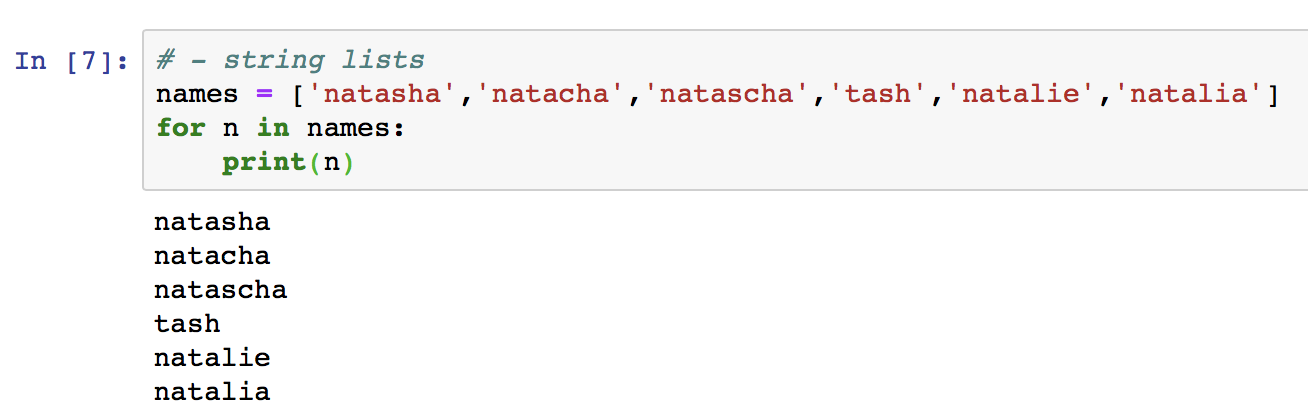 In [7]: # - string lists
names = ['natasha','natacha','natascha','tash','natalie','natalia']
for n in names:
    print(n)
natasha
natacha
natascha
tash
natalie
natalia